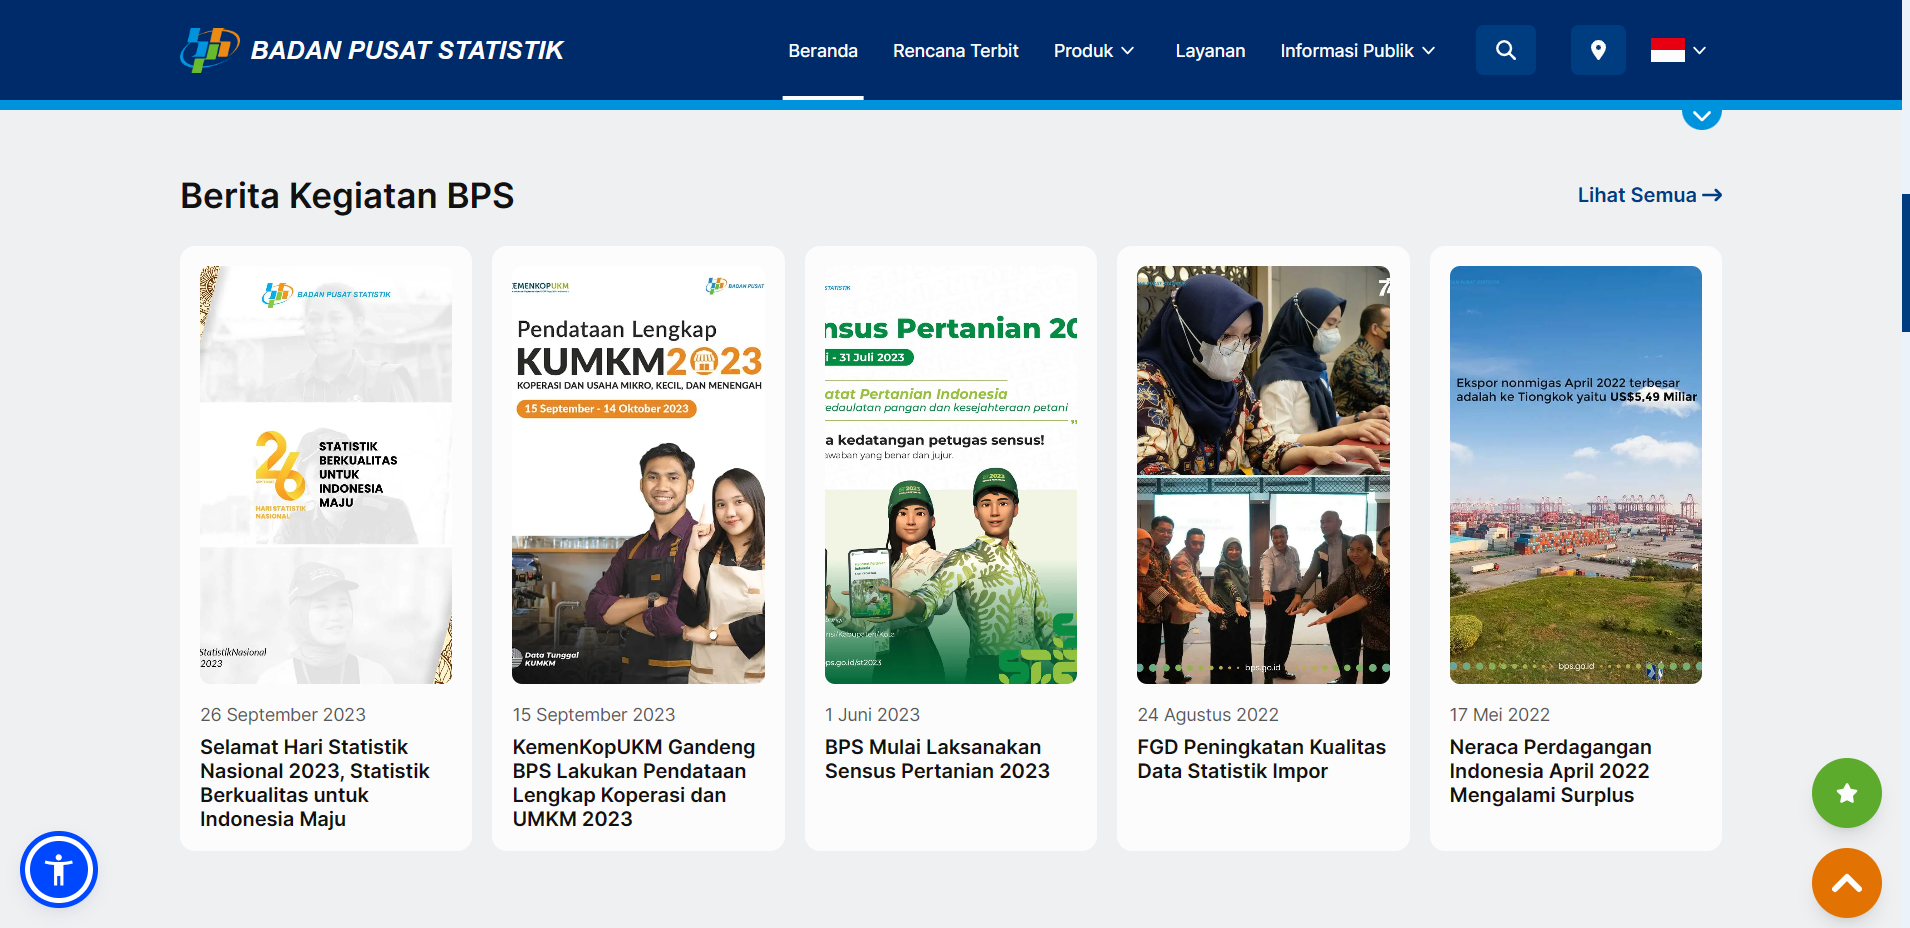 BADAN PUSAT STATISTIK
Beranda
Rencana Terbit
Produk
Layanan
Informasi Publik
Berita Kegiatan BPS
Lihat Semua
BADAN PUSAT STATISTIK
26
STATISTIK
BERKUALITAS
UNTUK
INDONESIA
MAJU
HARI STATISTIK
NASIONAL
StatistikNasional
2023
26 September 2023
Selamat Hari Statistik
Nasional 2023, Statistik
Berkualitas untuk
Indonesia Maju
EMENKOPUKM
BADAN PUSAT
Pendataan Lengkap
KUMKM2023
KOPERASI DAN USAHA MIKRO, KECIL, DAN MENENGAH
15 September - 14 Oktober 2023
Data Tunggal
KUMKM
15 September 2023
KemenKopUKM Gandeng
BPS Lakukan Pendataan
Lengkap Koperasi dan
UMKM 2023
STATISTIK
nsus Pertanian 20
i - 31 Juli 2023
atat Pertanian Indonesia
edaulatan pangan dan kesejahteraan petani
a kedatangan petugas sensus!
waban yang benar dan jujur.
2023
2023
nsi/Kabupaten/Kota
ps.go.id/st2023
1 Juni 2023
BPS Mulai Laksanakan
Sensus Pertanian 2023
bps.go.id
24 Agustus 2022
FGD Peningkatan Kualitas
Data Statistik Impor
Ekspor nonmigas April 2022 terbesar
adalah ke Tiongkok yaitu US$5,49 Miliar
bps.go.id
17 Mei 2022
Neraca Perdagangan
Indonesia April 2022
Mengalami Surplus